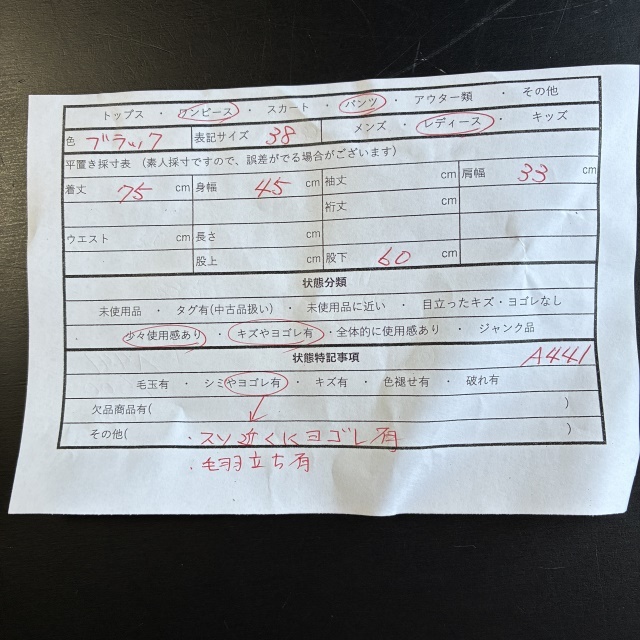 トップス ・ ワンピース ・ スカート ・ パンツ ・ アウター類 ・ その他
色 ブラック 表記サイズ 38 メンズ ・ レディース ・ キッズ
平置き採寸表 (素人採寸ですので、誤差がでる場合がございます)
着丈 75 cm 身幅 45 cm 袖丈 cm 肩幅 33 cm
裄丈 cm
ウエスト cm 長さ cm
股上 cm 股下 60 cm
状態分類
未使用品 ・ タグ有(中古品扱い) ・ 未使用品に近い ・ 目立ったキズ・ヨゴレなし
・ 少々使用感あり ・ キズやヨゴレ有 ・全体的に使用感あり ・ ジャンク品
状態特記事項 A441
毛玉有 ・ シミやヨゴレ有 ・ キズ有 ・ 色褪せ有 ・ 破れ有
欠品商品有( )
その他( ・スソ近くにヨゴレ有 )
・毛羽立ち有